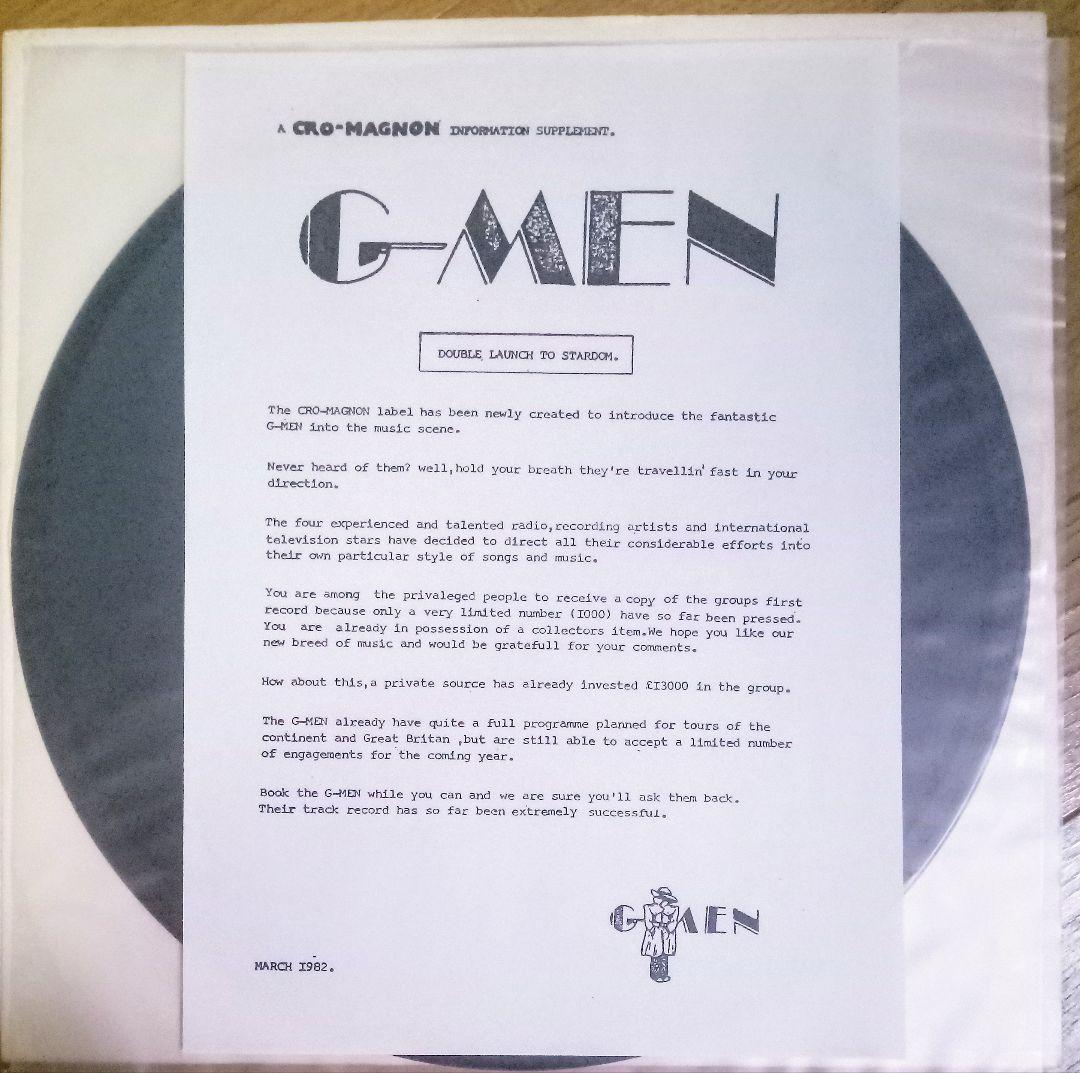 A CRO-MAGNON INFORMATION SUPPLEMENT.
G-MEN
DOUBLE LAUNCH TO STARDOM.
The CRO-MAGNON label has been newly created to introduce the fantastic
G-MEN into the music scene.
Never heard of them? well,hold your breath they're travellin' fast in your
direction.
The four experienced and talented radio,recording artists and international
television stars have decided to direct all their considerable efforts into
their own particular style of songs and music.
You are among the privaleged people to receive a copy of the groups first
record because only a very limited number (I000) have so far been pressed.
You are already in possession of a collectors item.We hope you like our
new breed of music and would be gratefull for your comments.
How about this,a private source has already invested £I3000 in the group.
The G-MEN already have quite a full programme planned for tours of the
continent and Great Britan ,but are still able to accept a limited number
of engagements for the coming year.
Book the G-MEN while you can and we are sure you'll ask them back.
Their track record has so far been extremely successful.
G-MEN
MARCH I982.